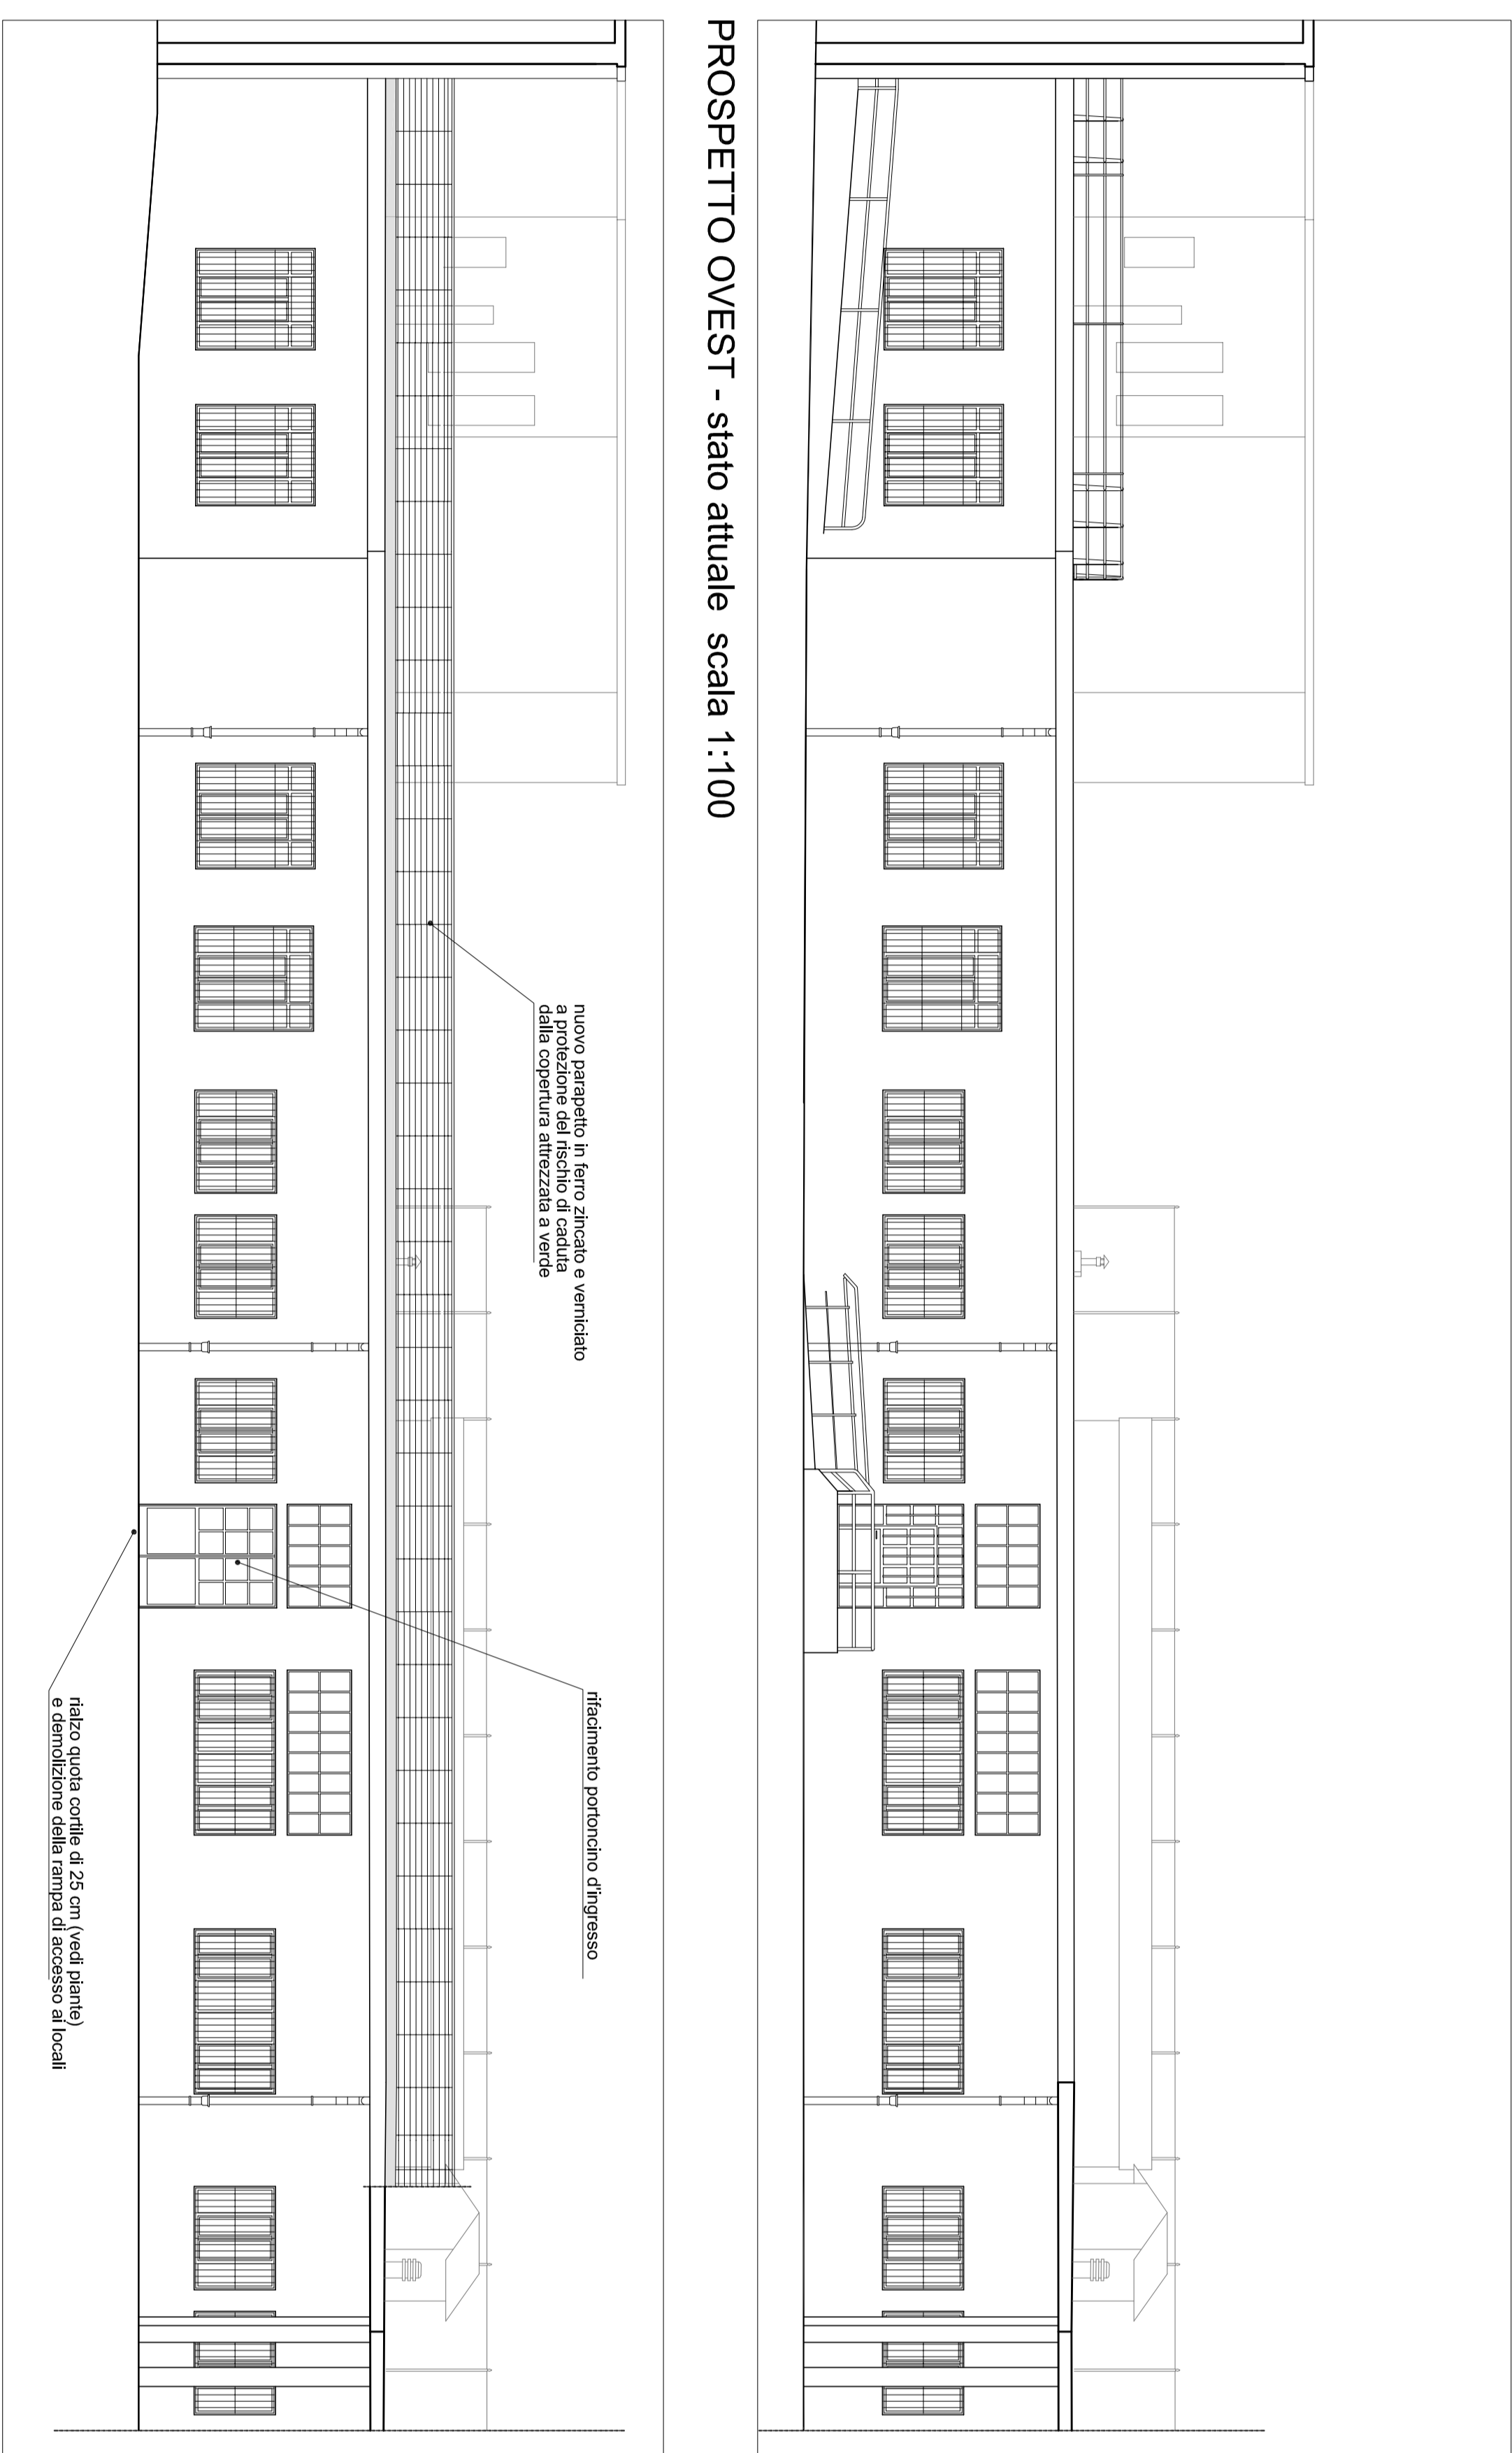 PROSPETTO OVEST - stato attuale scala 1:100
nuovo parapetto in ferro zincato e verniciato
a protezione del rischio di caduta
dalla copertura attrezzata a verde
rifacimento portoncino d'ingresso
rialzo quota cortile di 25 cm (vedi piante)
e demolizione della rampa di accesso ai locali